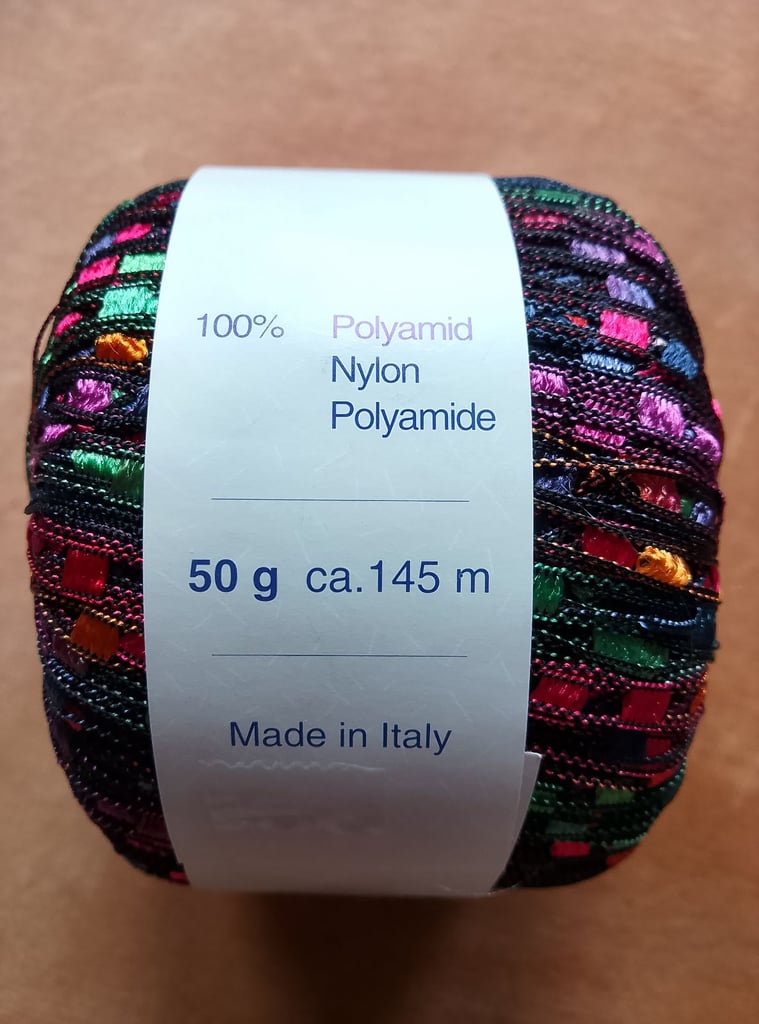 100% Polyamid
Nylon
Polyamide
50 g ca.145 m
Made in Italy